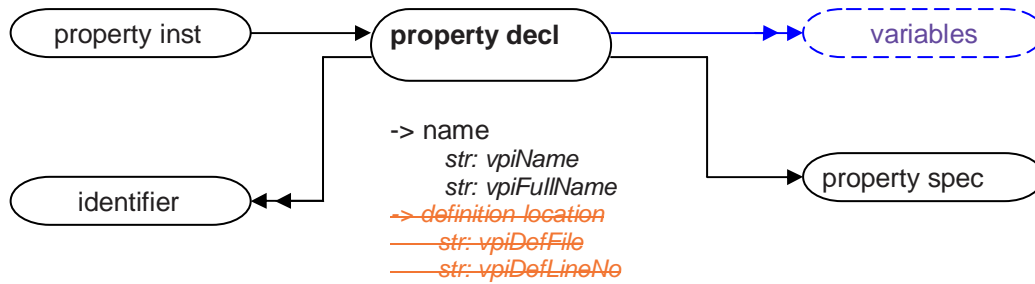 property inst
property decl
variables
-> name
str: vpiName
str: vpiFullName
property spec
identifier
-> definition location
str: vpiDefFile
str: vpiDefLineNo